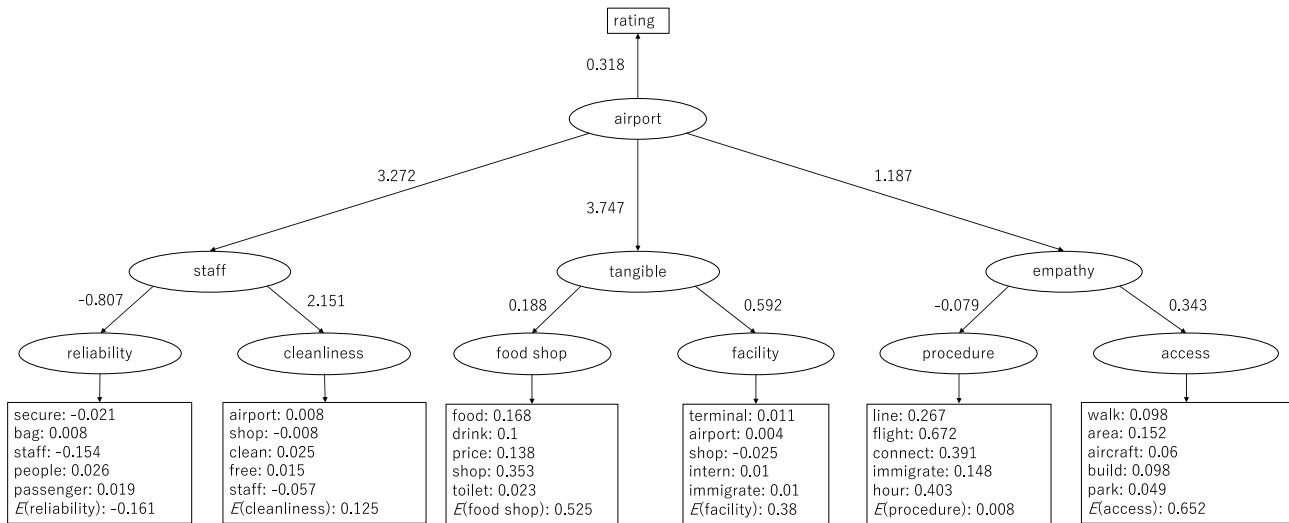 rating
0.318
airport
3.272
3.747
1.187
staff
tangible
empathy
-0.807
2.151
0.188
0.592
-0.079
0.343
reliability
cleanliness
food shop
facility
procedure
access
secure: -0.021
bag: 0.008
staff: -0.154
people: 0.026
passenger: 0.019
E(reliability): -0.161
airport: 0.008
shop: -0.008
clean: 0.025
free: 0.015
staff: -0.057
E(cleanliness): 0.125
food: 0.168
drink: 0.1
price: 0.138
shop: 0.353
toilet: 0.023
E(food shop): 0.525
terminal: 0.011
airport: 0.004
shop: -0.025
intern: 0.01
immigrate: 0.01
E(facility): 0.38
line: 0.267
flight: 0.672
connect: 0.391
immigrate: 0.148
hour: 0.403
E(procedure): 0.008
walk: 0.098
area: 0.152
aircraft: 0.06
build: 0.098
park: 0.049
E(access): 0.652